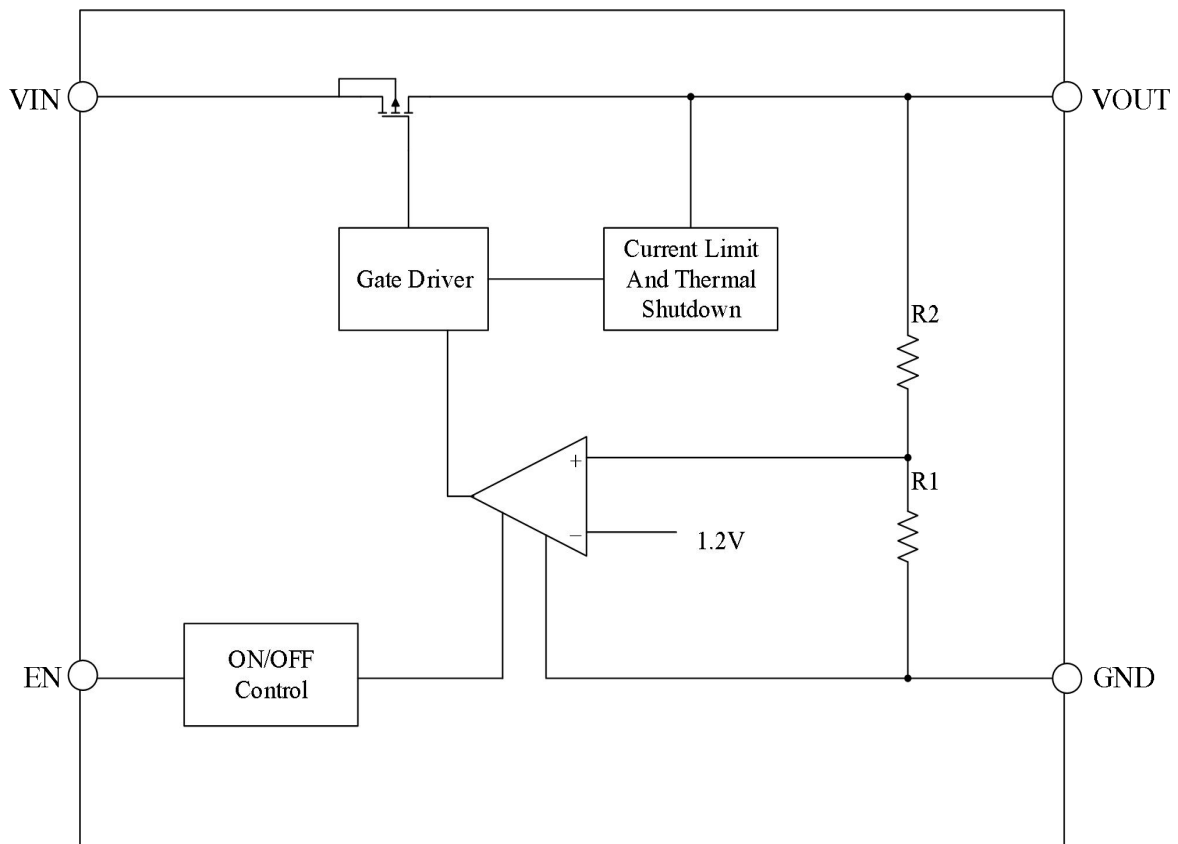 VIN
VOUT
Gate Driver
Current Limit
And Thermal
Shutdown
R2
+
R1
−
1.2V
ON/OFF
Control
EN
GND